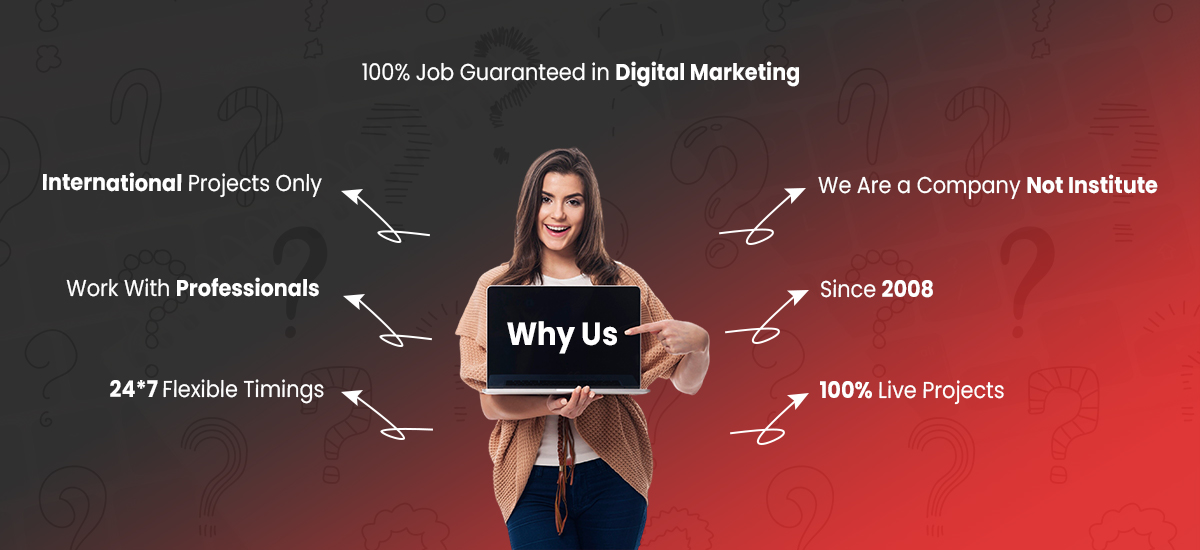 100% Job Guaranteed in Digital Marketing
International Projects Only
Work With Professionals
24*7 Flexible Timings
Why Us
We Are a Company Not Institute
Since 2008
100% Live Projects